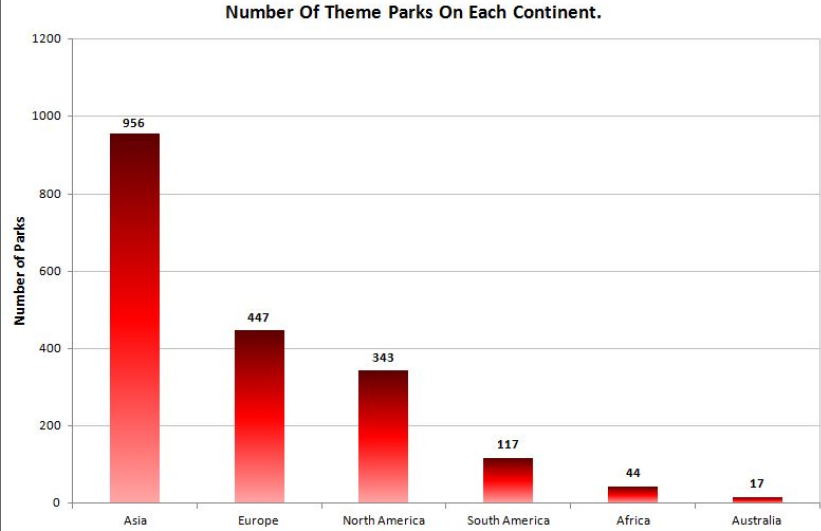 Number Of Theme Parks On Each Continent.
Number of Parks
1200
1000
800
600
400
200
0
956
447
343
117
44
17
Asia
Europe
North America
South America
Africa
Australia